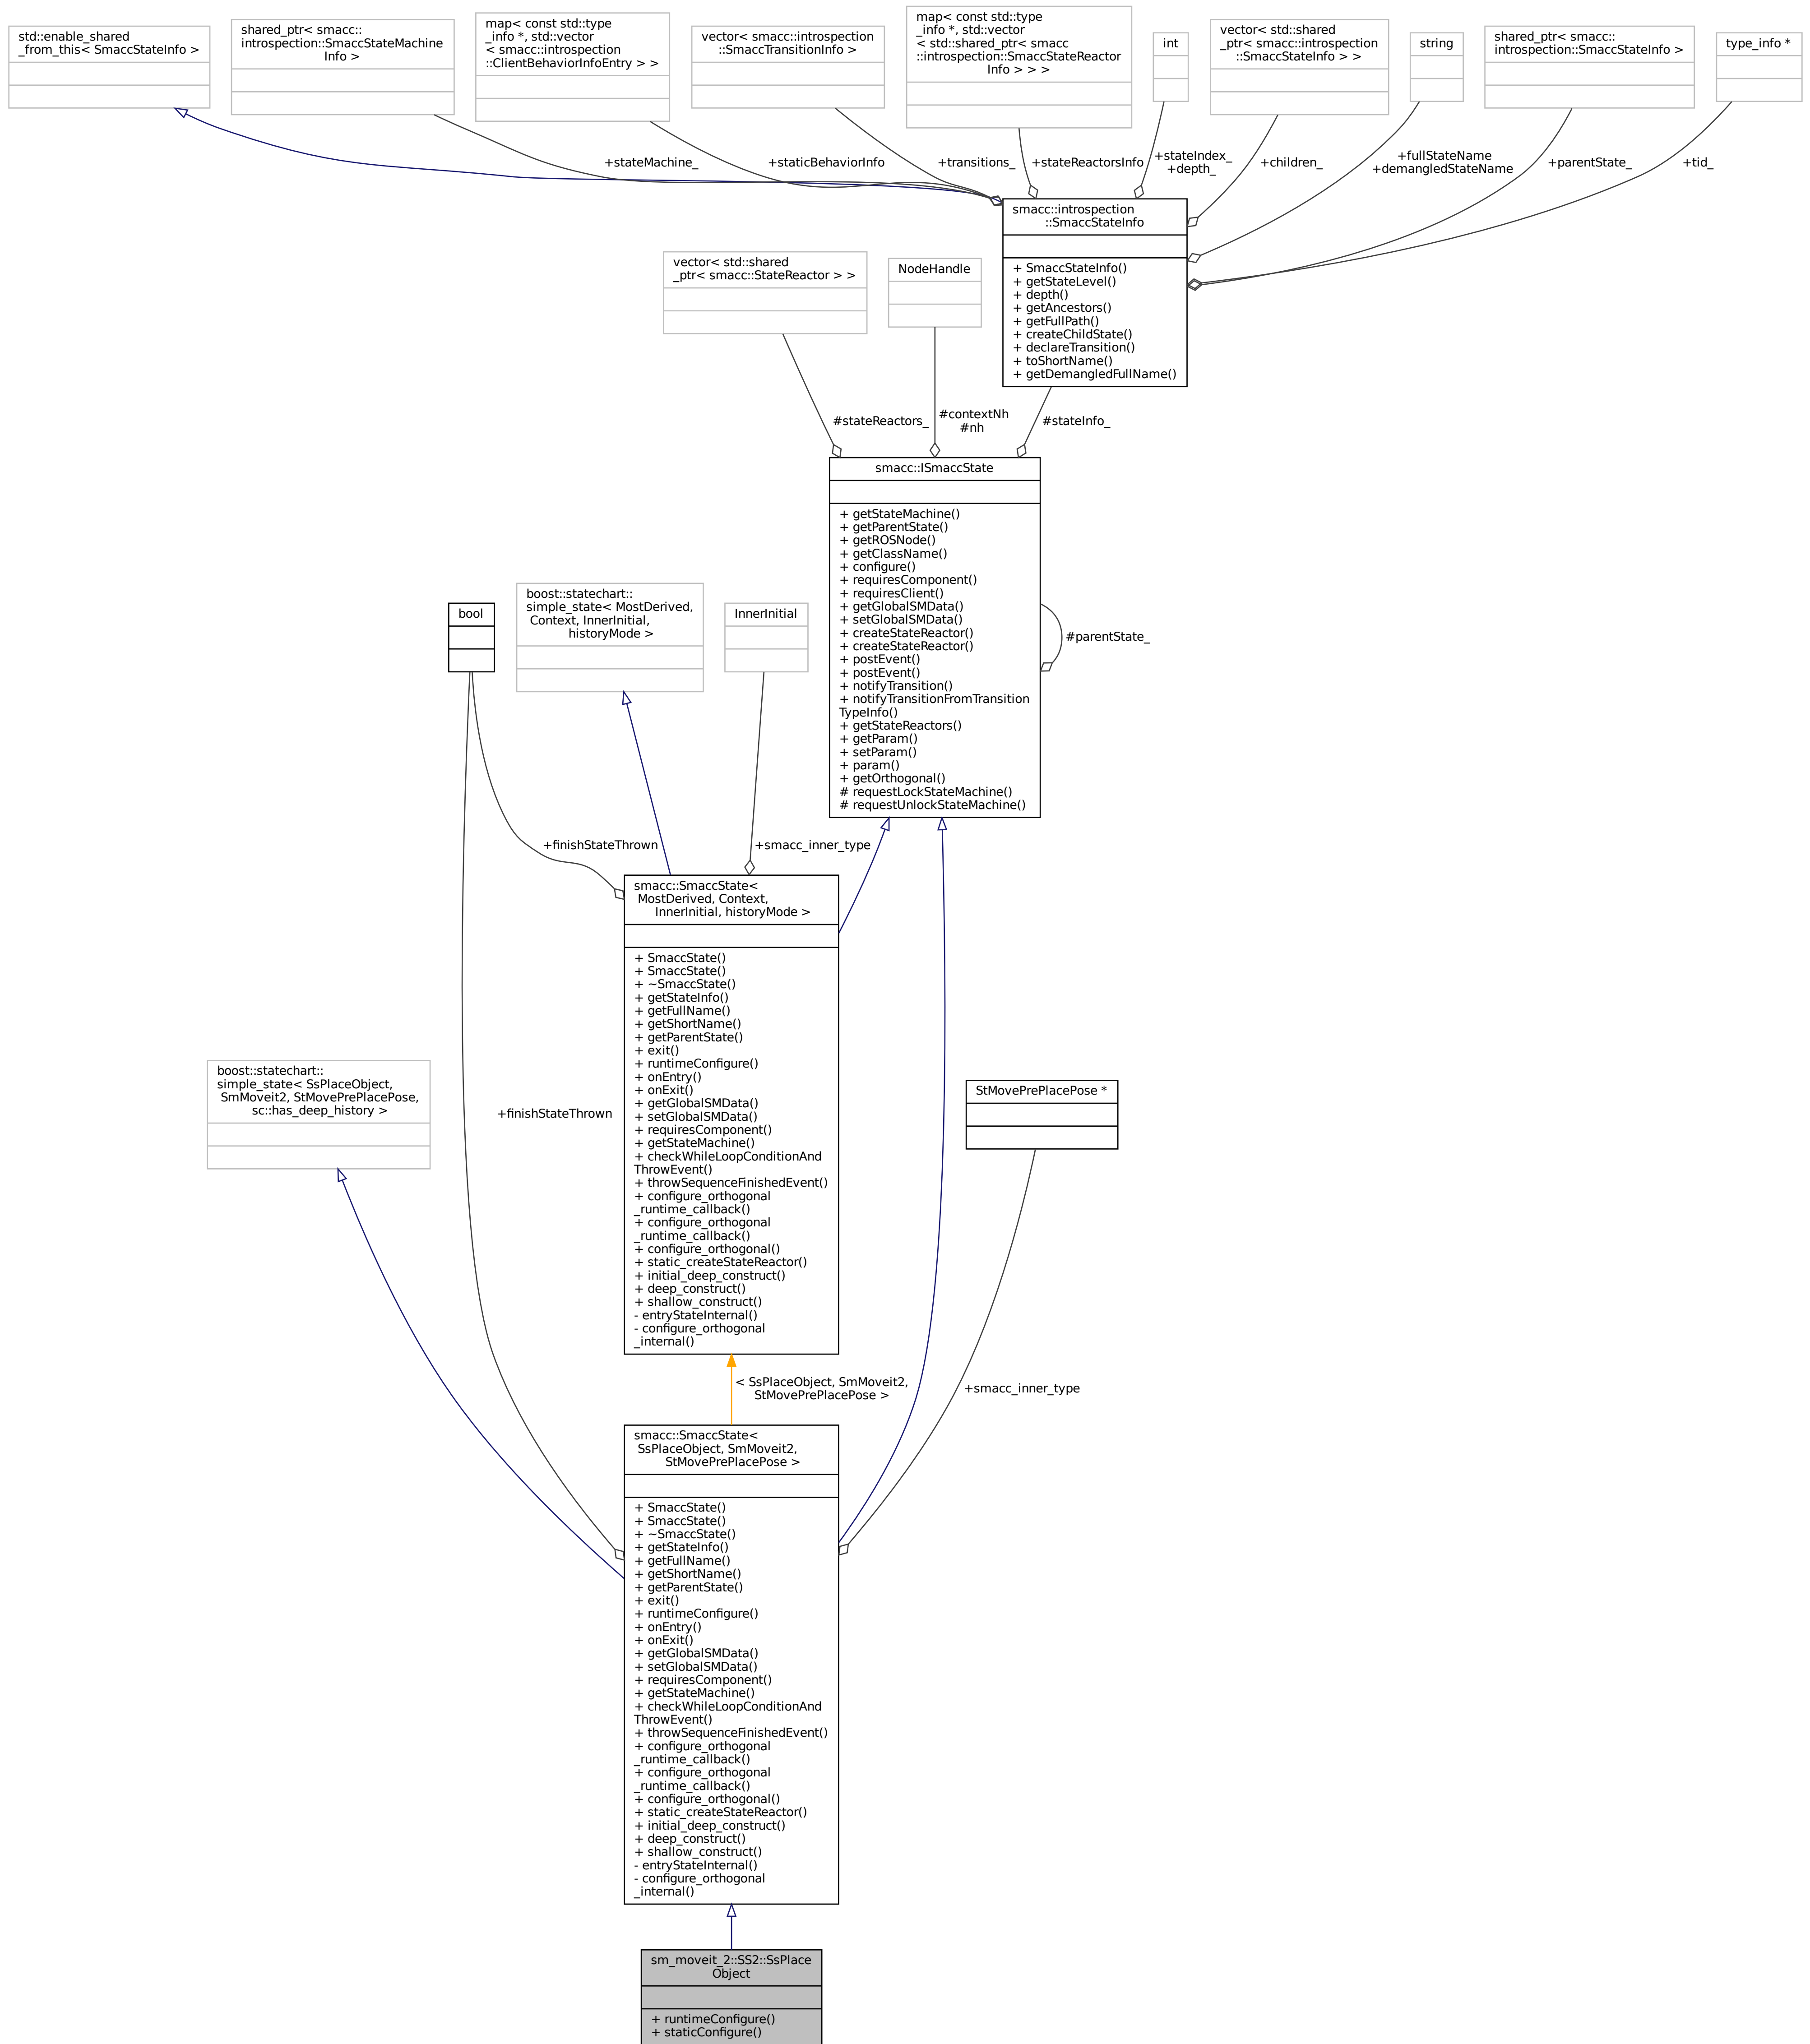 std::enable_shared
_from_this< SmaccStateInfo >
shared_ptr< smacc::
introspection::SmaccStateMachine
Info >
map< const std::type
_info *, std::vector
< smacc::introspection
::ClientBehaviorInfoEntry > >
vector< smacc::introspection
::SmaccTransitionInfo >
map< const std::type
_info *, std::vector
< std::shared_ptr< smacc
::introspection::SmaccStateReactor
Info > > >
int
vector< std::shared
_ptr< smacc::introspection
::SmaccStateInfo > >
string
shared_ptr< smacc::
introspection::SmaccStateInfo >
type_info *
+stateMachine_
+staticBehaviorInfo
+transitions_
+stateReactorsInfo
+stateIndex_
+depth_
+children_
+fullStateName
+demangledStateName
+parentState_
+tid_
smacc::introspection
::SmaccStateInfo
+ SmaccStateInfo()
+ getStateLevel()
+ depth()
+ getAncestors()
+ getFullPath()
+ createChildState()
+ declareTransition()
+ toShortName()
+ getDemangledFullName()
vector< std::shared
_ptr< smacc::StateReactor > >
NodeHandle
#stateReactors_
#contextNh
#nh
#stateInfo_
smacc::ISmaccState
+ getStateMachine()
+ getParentState()
+ getROSNode()
+ getClassName()
+ configure()
+ requiresComponent()
+ requiresClient()
+ getGlobalSMData()
+ setGlobalSMData()
+ createStateReactor()
+ createStateReactor()
+ postEvent()
+ postEvent()
+ notifyTransition()
+ notifyTransitionFromTransition
TypeInfo()
+ getStateReactors()
+ getParam()
+ setParam()
+ param()
+ getOrthogonal()
# requestLockStateMachine()
# requestUnlockStateMachine()
#parentState_
bool
boost::statechart::
simple_state< MostDerived,
Context, InnerInitial,
historyMode >
InnerInitial
+finishStateThrown
+smacc_inner_type
smacc::SmaccState<
MostDerived, Context,
InnerInitial, historyMode >
+ SmaccState()
+ SmaccState()
+ ~SmaccState()
+ getStateInfo()
+ getFullName()
+ getShortName()
+ getParentState()
+ exit()
+ runtimeConfigure()
+ onEntry()
+ onExit()
+ getGlobalSMData()
+ setGlobalSMData()
+ requiresComponent()
+ getStateMachine()
+ checkWhileLoopConditionAnd
ThrowEvent()
+ throwSequenceFinishedEvent()
+ configure_orthogonal
_runtime_callback()
+ configure_orthogonal
_runtime_callback()
+ configure_orthogonal()
+ static_createStateReactor()
+ initial_deep_construct()
+ deep_construct()
+ shallow_construct()
- entryStateInternal()
- configure_orthogonal
_internal()
boost::statechart::
simple_state< SsPlaceObject,
SmMoveit2, StMovePrePlacePose,
sc::has_deep_history >
+finishStateThrown
StMovePrePlacePose *
< SsPlaceObject, SmMoveit2,
StMovePrePlacePose >
+smacc_inner_type
smacc::SmaccState<
SsPlaceObject, SmMoveit2,
StMovePrePlacePose >
+ SmaccState()
+ SmaccState()
+ ~SmaccState()
+ getStateInfo()
+ getFullName()
+ getShortName()
+ getParentState()
+ exit()
+ runtimeConfigure()
+ onEntry()
+ onExit()
+ getGlobalSMData()
+ setGlobalSMData()
+ requiresComponent()
+ getStateMachine()
+ checkWhileLoopConditionAnd
ThrowEvent()
+ throwSequenceFinishedEvent()
+ configure_orthogonal
_runtime_callback()
+ configure_orthogonal
_runtime_callback()
+ configure_orthogonal()
+ static_createStateReactor()
+ initial_deep_construct()
+ deep_construct()
+ shallow_construct()
- entryStateInternal()
- configure_orthogonal
_internal()
sm_moveit_2::SS2::SsPlace
Object
+ runtimeConfigure()
+ staticConfigure()